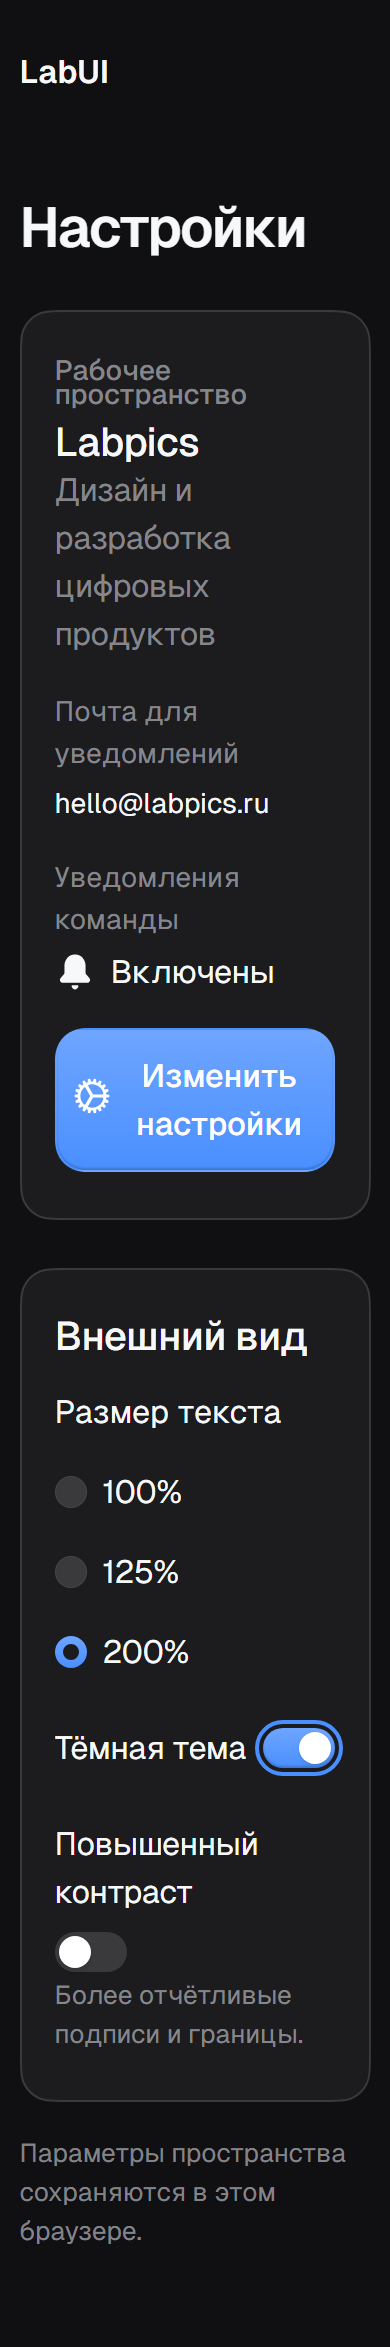 LabUI
Настройки
Рабочее
пространство
Labpics
Дизайн и
разработка
цифровых
продуктов
Почта для
уведомлений
hello@labpics.ru
Уведомления
команды
Включены
Изменить
настройки
Внешний вид
Размер текста
100%
125%
200%
Тёмная тема
Повышенный
контраст
Более отчётливые
подписи и границы.
Параметры пространства
сохраняются в этом
браузере.